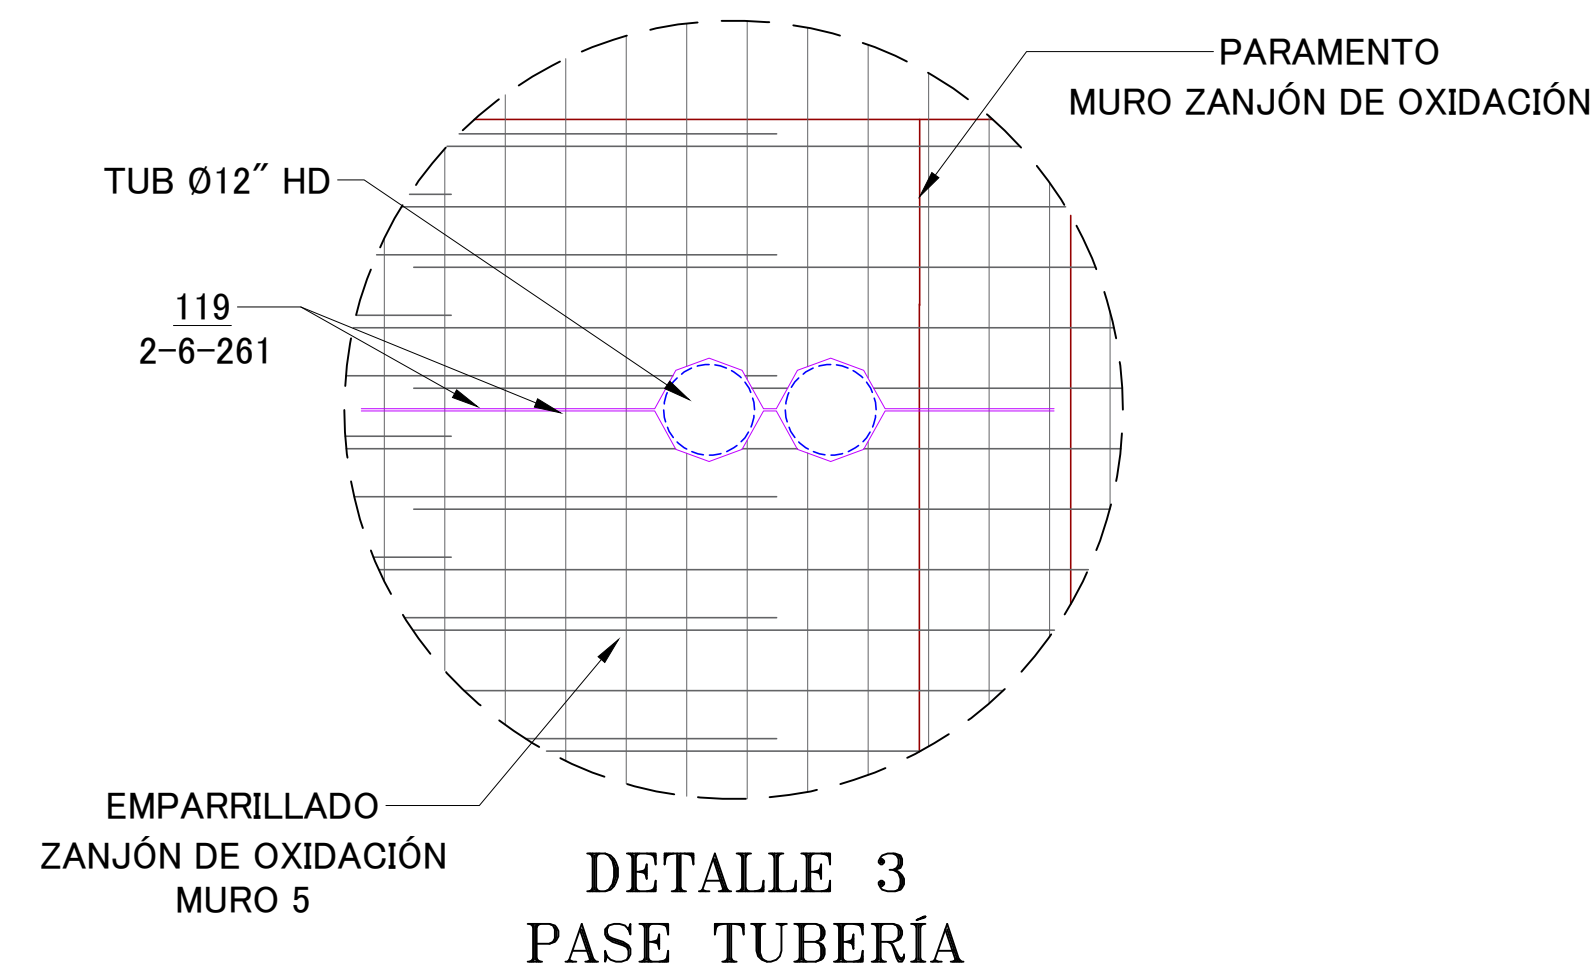 PARAMENTO
MURO ZANJÓN DE OXIDACIÓN
TUB Ø12" HD
119
2-6-261
EMPARRILLADO
ZANJÓN DE OXIDACIÓN
MURO 5
DETALLE 3
PASE TUBERÍA